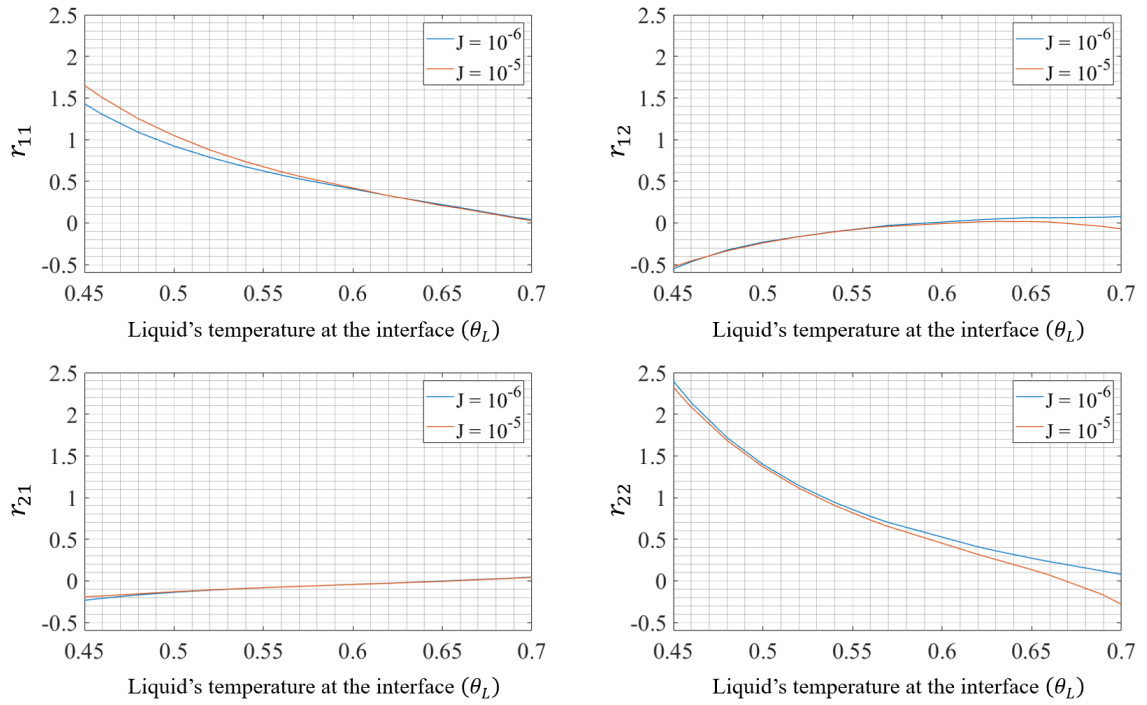 2.5
2
1.5
1
0.5
0
-0.5
r11
J = 10-6
J = 10-5
0.45 0.5 0.55 0.6 0.65 0.7
Liquid’s temperature at the interface (θL)
2.5
2
1.5
1
0.5
0
-0.5
r12
J = 10-6
J = 10-5
0.45 0.5 0.55 0.6 0.65 0.7
Liquid’s temperature at the interface (θL)
2.5
2
1.5
1
0.5
0
-0.5
r21
J = 10-6
J = 10-5
0.45 0.5 0.55 0.6 0.65 0.7
Liquid’s temperature at the interface (θL)
2.5
2
1.5
1
0.5
0
-0.5
r22
J = 10-6
J = 10-5
0.45 0.5 0.55 0.6 0.65 0.7
Liquid’s temperature at the interface (θL)